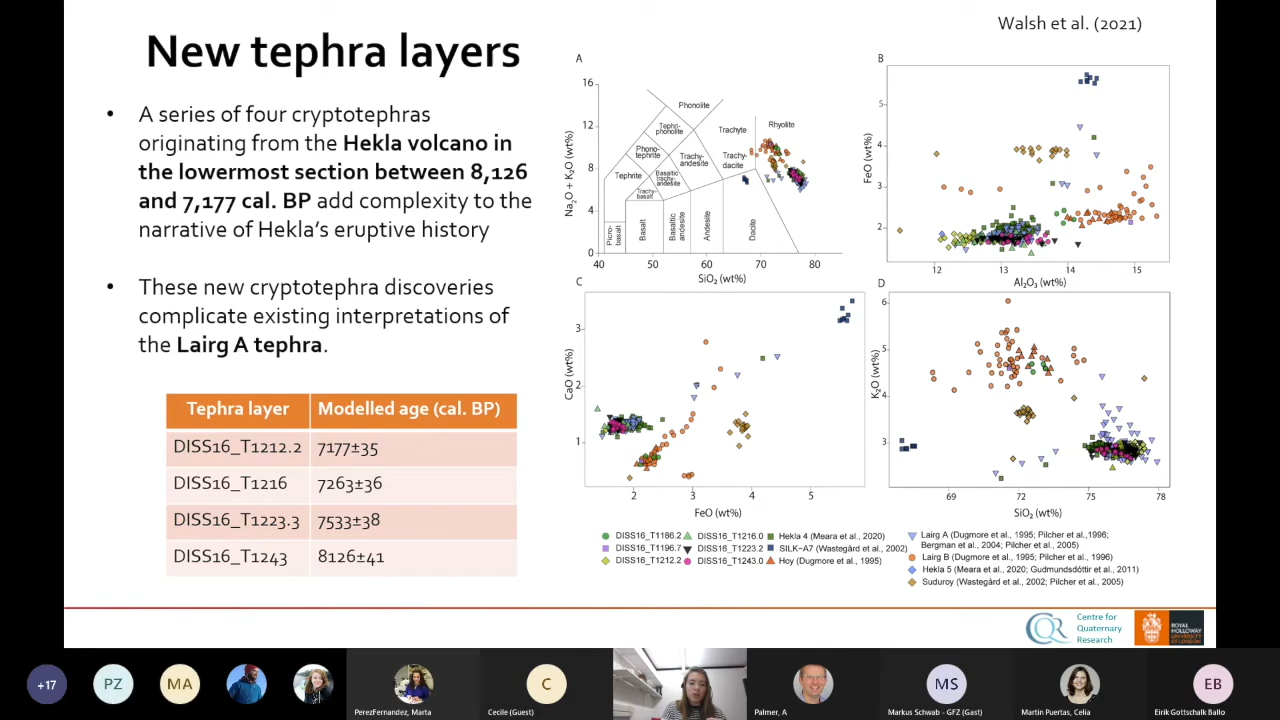 Walsh et al. (2021)
New tephra layers
• A series of four cryptotephras
originating from the Hekla volcano in
the lowermost section between 8,126
and 7,177 cal. BP add complexity to the
narrative of Hekla's eruptive history
• These new cryptotephra discoveries
complicate existing interpretations of
the Lairg A tephra.
Tephra layer Modelled age (cal. BP)
DISS16_T1212.2 7177±35
DISS16_T1216 7263±36
DISS16_T1223.3 7533±38
DISS16_T1243 8126±41
A
16
12
8
4
0
Na₂O + K₂O (wt%)
Phonolite
Tephri-
phonolite
Trachyte
Rhyolite
Phono-
tephrite
Trachy-
andesite
Trachy-
dacite
Tephrite
Basaltic
trachy-
andesite
Trachy-
basalt
Picro-
basalt
Basalt
Basaltic
andesite
Andesite
Dacite
40 50 60 70 80
SiO₂ (wt%)
B
5
4
3
2
FeO (wt%)
12 13 14 15
Al₂O₃ (wt%)
C
3
2
1
CaO (wt%)
2 3 4 5
FeO (wt%)
D
6
5
4
3
K₂O (wt%)
69 72 75 78
SiO₂ (wt%)
DISS16_T1186.2 DISS16_T1216.0 Hekla 4 (Meara et al., 2020)
DISS16_T1196.7 DISS16_T1223.2 SILK−A7 (Wastegård et al., 2002)
DISS16_T1212.2 DISS16_T1243.0 Hoy (Dugmore et al., 1995)
Lairg A (Dugmore et al., 1995; Pilcher et al.,1996;
Bergman et al., 2004; Pilcher et al., 2005)
Lairg B (Dugmore et al., 1995; Pilcher et al., 1996)
Hekla 5 (Meara et al., 2020; Gudmundsdóttir et al., 2011)
Suduroy (Wastegård et al., 2002; Pilcher et al., 2005)
CQR
Centre for
Quaternary
Research
ROYAL
HOLLOWAY
UNIVERSITY
OF LONDON
+17
PZ
MA
C
MS
EB
PerezFernandez, Marta
Cecile (Guest)
Palmer, A
Markus Schwab - GFZ (Gast)
Martin Puertas, Celia
Eirik Gottschalk Ballo